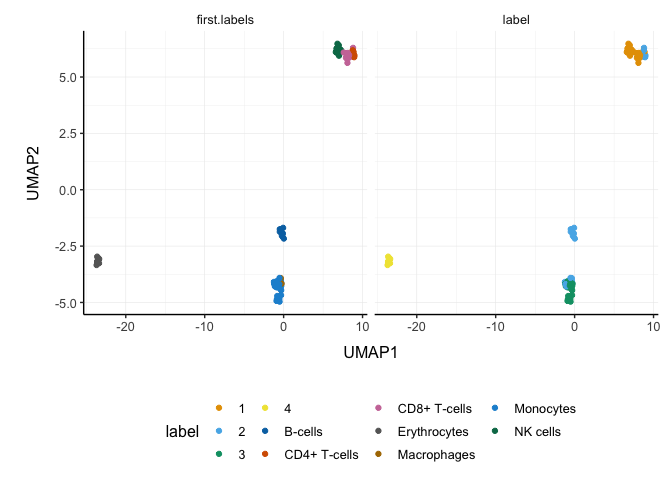 first.labels label
5.0
2.5
0.0
-2.5
-5.0
UMAP2
-20 -10 0 10 -20 -10 0 10
UMAP1
label
1 4 CD8+ T-cells Monocytes
2 B-cells Erythrocytes NK cells
3 CD4+ T-cells Macrophages